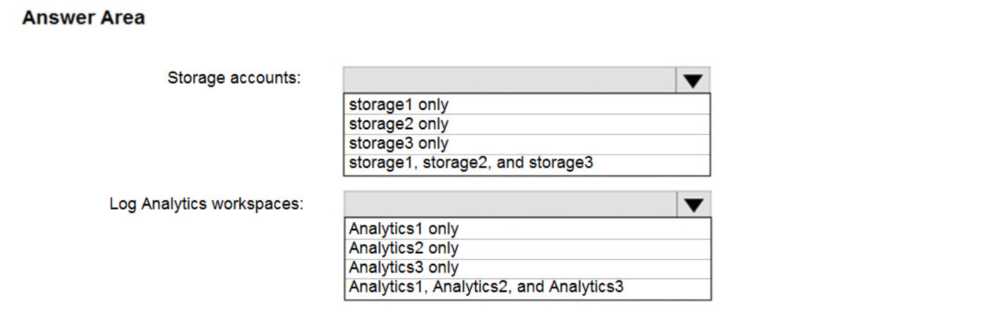 Answer Area
Storage accounts:
storage1 only
storage2 only
storage3 only
storage1, storage2, and storage3
Log Analytics workspaces:
Analytics1 only
Analytics2 only
Analytics3 only
Analytics1, Analytics2, and Analytics3